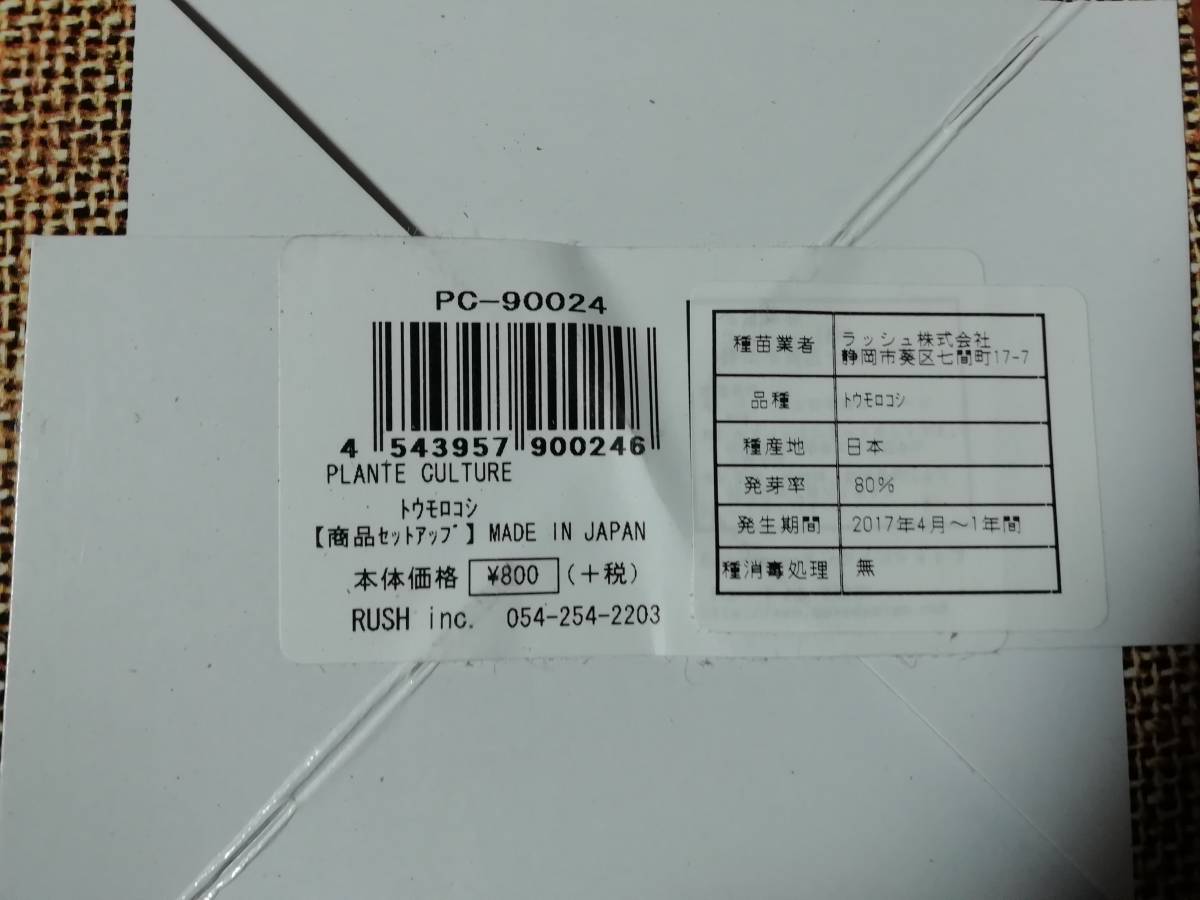 PC-90024
4 543957 900246
PLANTE CULTURE
トウモロコシ
【商品セットアップ】MADE IN JAPAN
本体価格 ¥800 (+税)
RUSH inc. 054-254-2203
種苗業者 ラッシュ株式会社
静岡市葵区七間町17-7
品種 トウモロコシ
種産地 日本
発芽率 80%
発生期間 2017年4月~1年間
種消毒処理 無